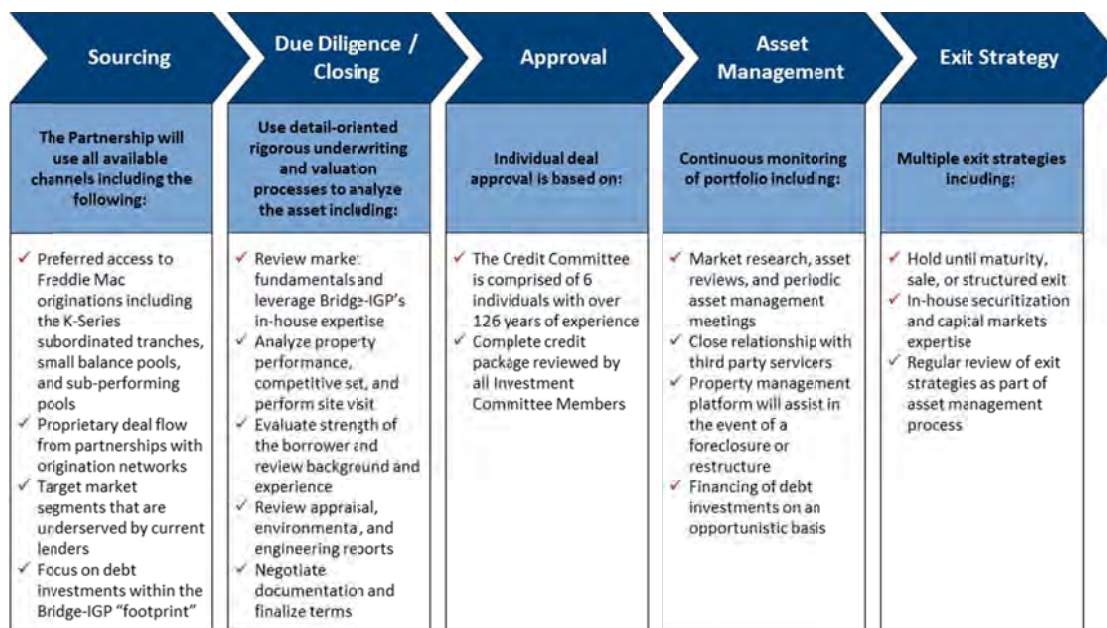 Sourcing
Due Diligence /
Closing
Approval
Asset
Management
Exit Strategy
The Partnership will
use all available
channels including the
following:
Use detail-oriented
rigorous underwriting
and valuation
processes to analyze
the asset including:
Individual deal
approval is based on:
Continuous monitoring
of portfolio including:
Multiple exit strategies
including:
✓ Preferred access to
Freddie Mac
originations including
the K-Series
subordinated tranches,
small balance pools,
and sub-performing
pools
✓ Proprietary deal flow
from partnerships with
origination networks
✓ Target market
segments that are
underserved by current
lenders
✓ Focus on debt
investments within the
Bridge-IGP “footprint”
✓ Review market
fundamentals and
leverage Bridge-IGP’s
in-house expertise
✓ Analyze property
performance,
competitive set, and
perform site visit
✓ Evaluate strength of
the borrower and
review background and
experience
✓ Review appraisal,
environmental, and
engineering reports
✓ Negotiate
documentation and
finalize terms
✓ The Credit Committee
is comprised of 6
individuals with over
126 years of experience
✓ Complete credit
package reviewed by
all Investment
Committee Members
✓ Market research, asset
reviews, and periodic
asset management
meetings
✓ Close relationship with
third party servicers
✓ Property management
platform will assist in
the event of a
foreclosure or
restructure
✓ Financing of debt
investments on an
opportunistic basis
✓ Hold until maturity,
sale, or structured exit
✓ In-house securitization
and capital markets
expertise
✓ Regular review of exit
strategies as part of
asset management
process